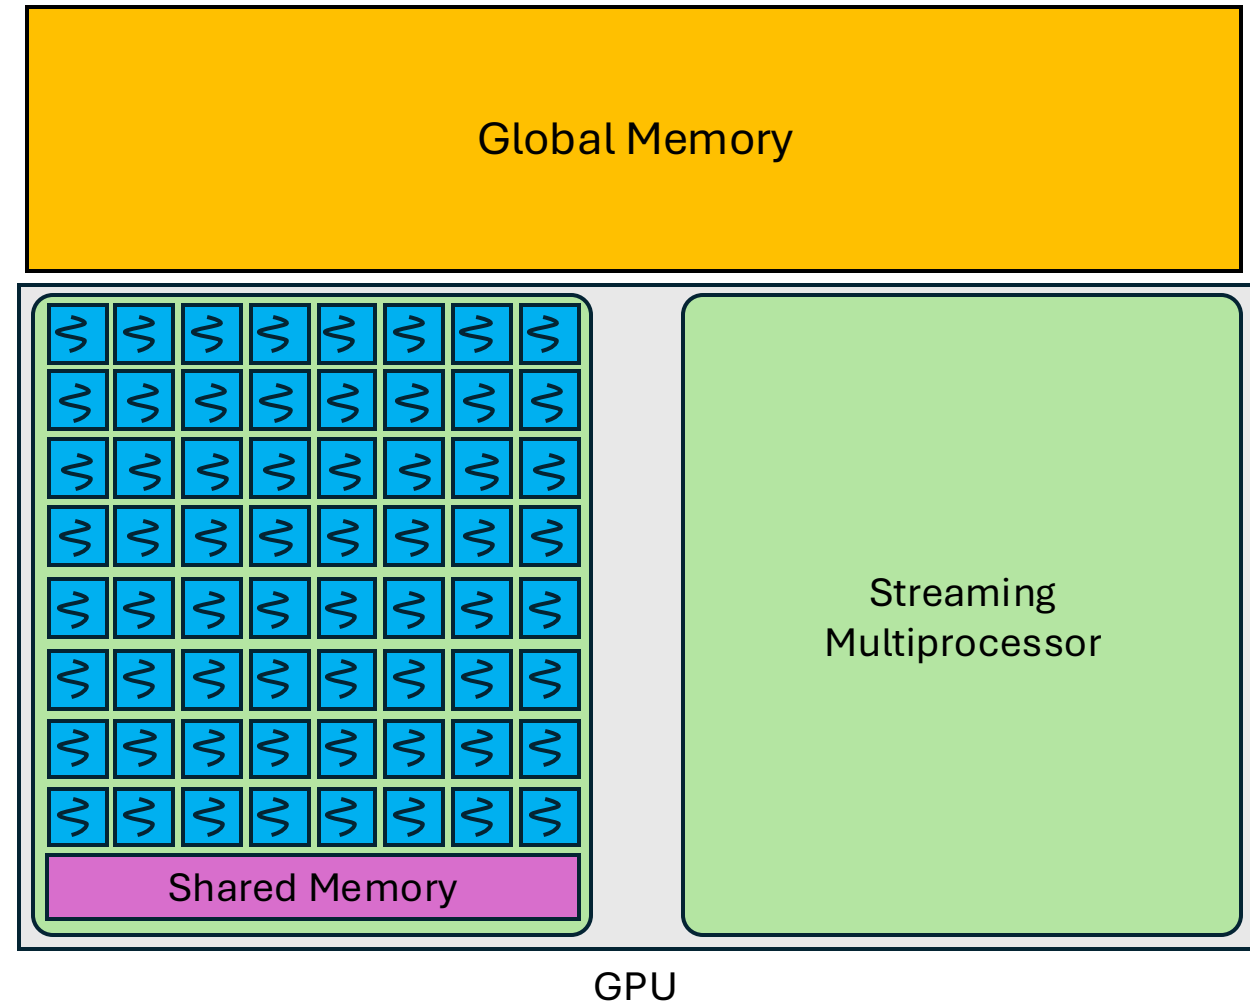 Global Memory
Streaming
Multiprocessor
Shared Memory
GPU